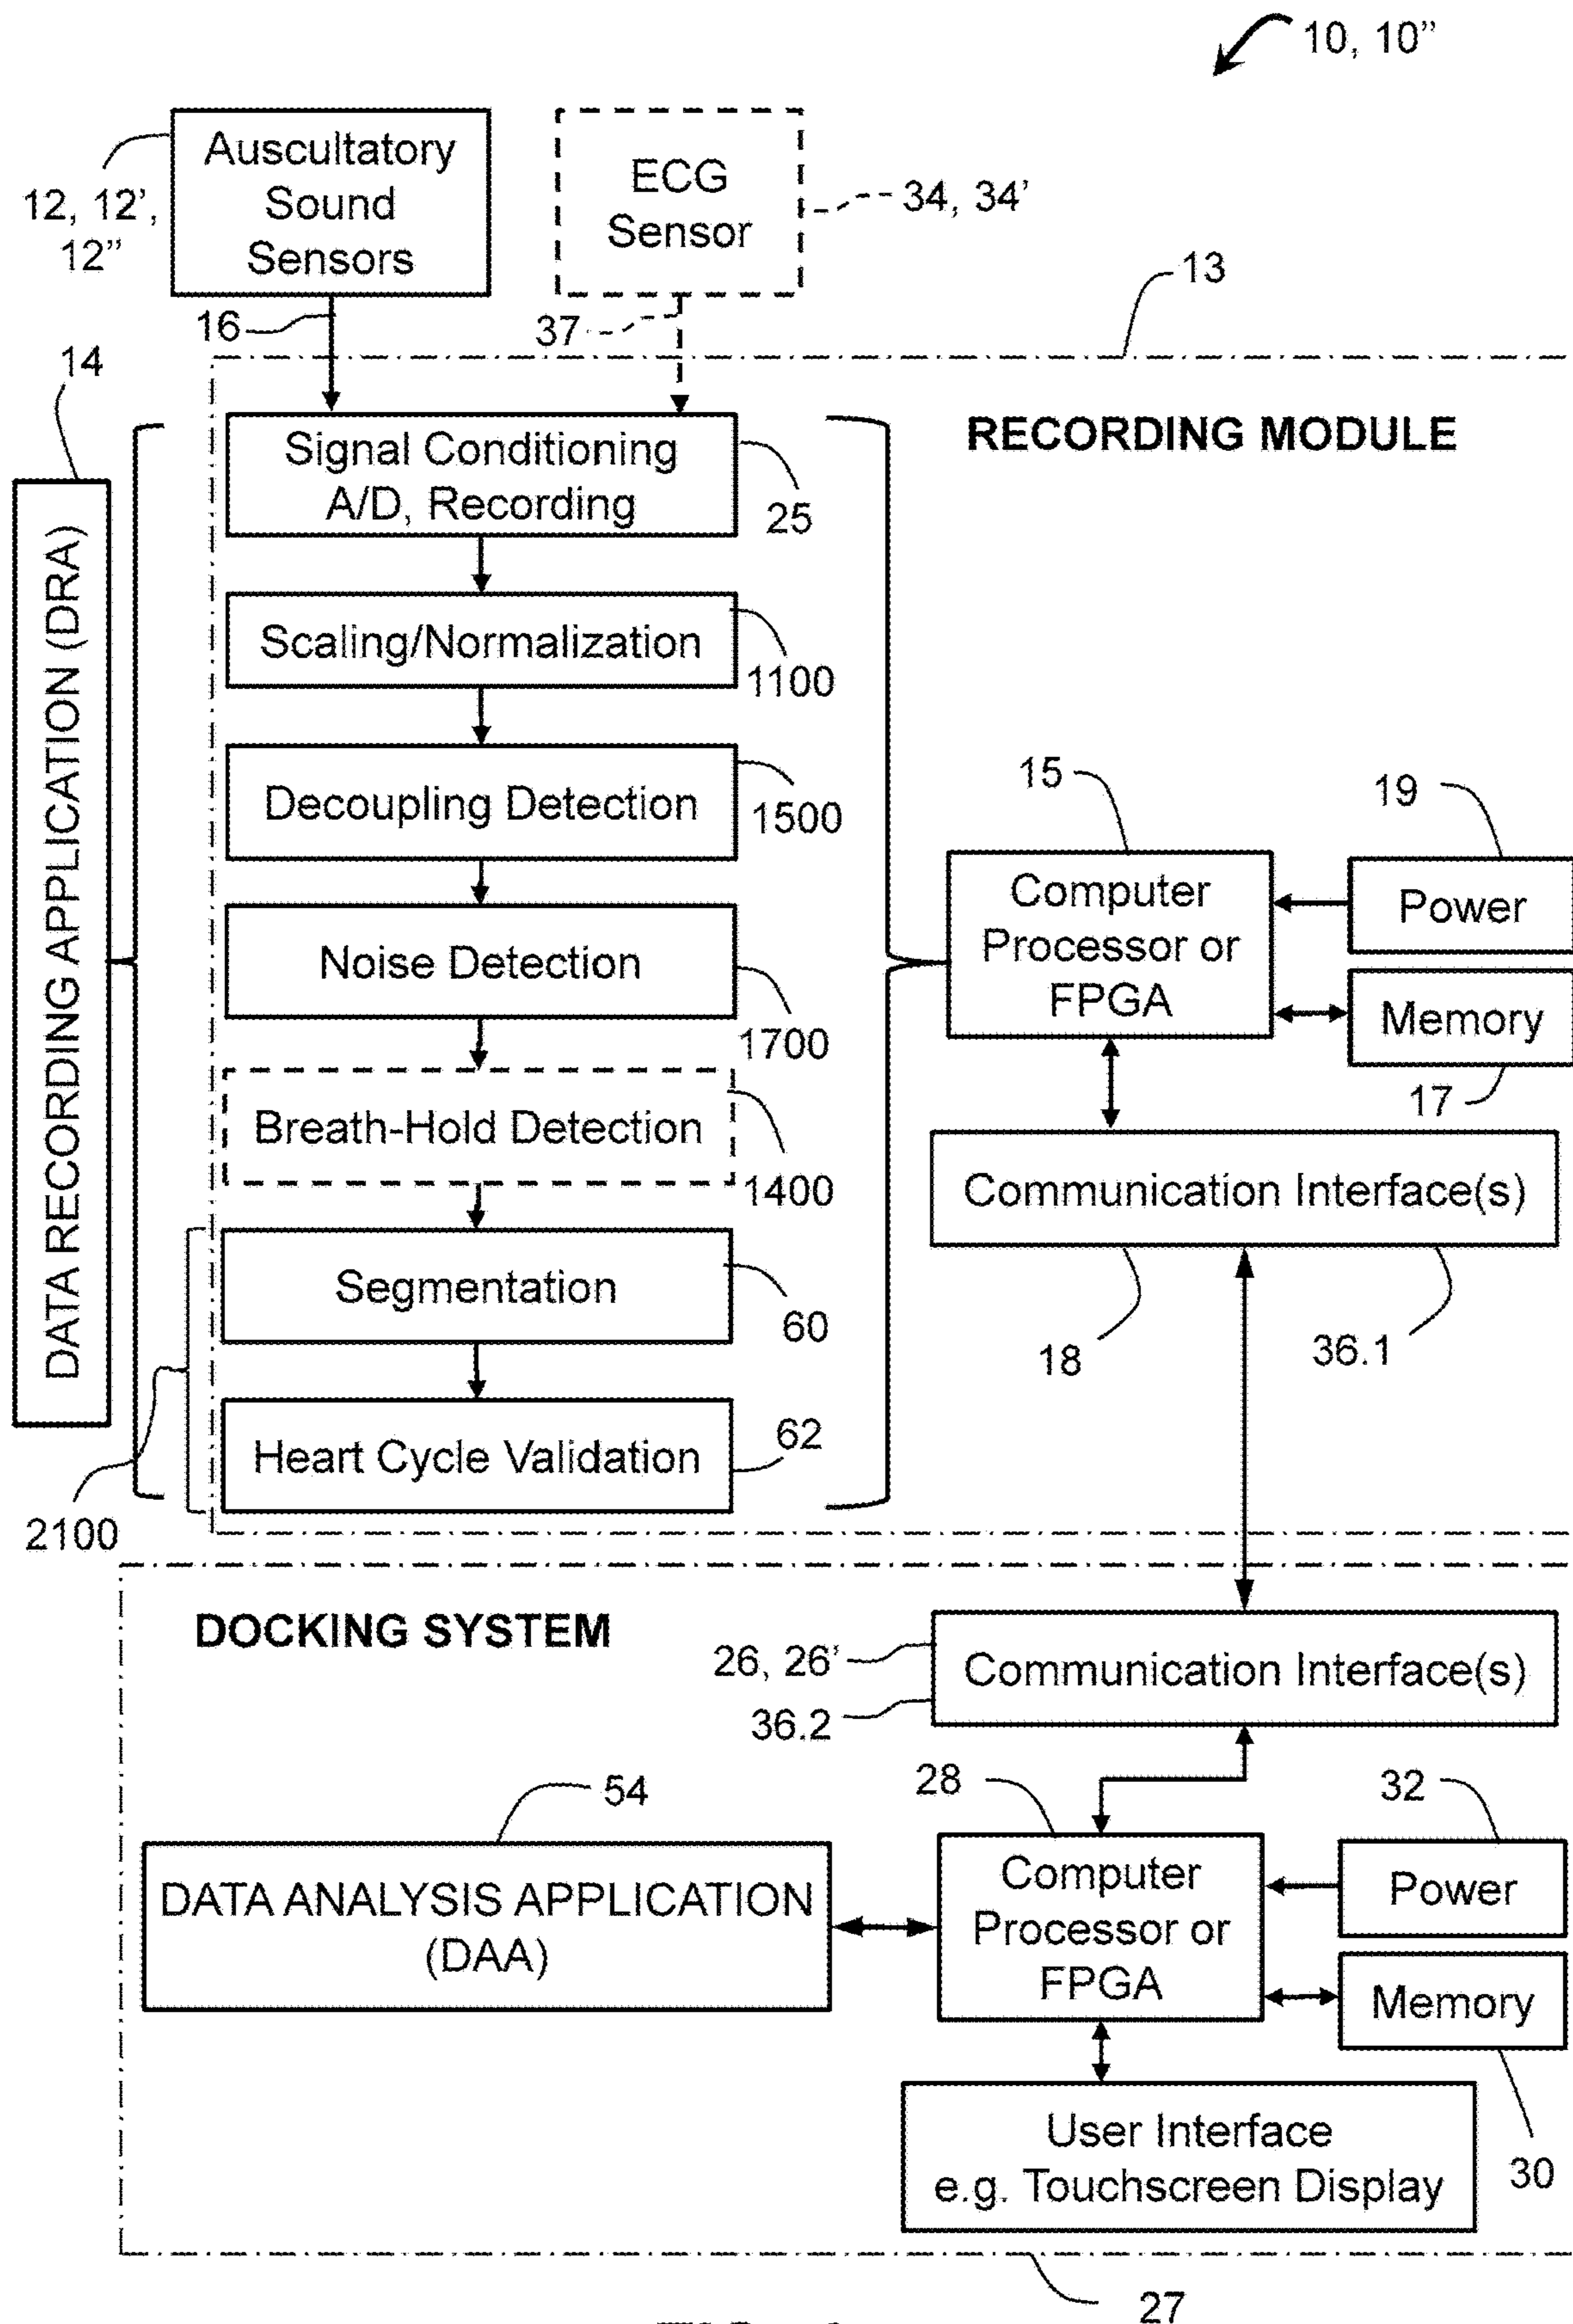 10, 10”
Auscultatory
Sound
Sensors
12, 12’,
12”
ECG
Sensor
34, 34’
16
37
13
14
DATA RECORDING APPLICATION (DRA)
RECORDING MODULE
Signal Conditioning
A/D, Recording
25
Scaling/Normalization
1100
Decoupling Detection
1500
Noise Detection
1700
Breath-Hold Detection
1400
Segmentation
60
Heart Cycle Validation
62
2100
15
Computer
Processor or
FPGA
19
Power
Memory
17
Communication Interface(s)
18
36.1
DOCKING SYSTEM
26, 26’
36.2
Communication Interface(s)
54
DATA ANALYSIS APPLICATION
(DAA)
28
Computer
Processor or
FPGA
32
Power
Memory
30
User Interface
e.g. Touchscreen Display
27